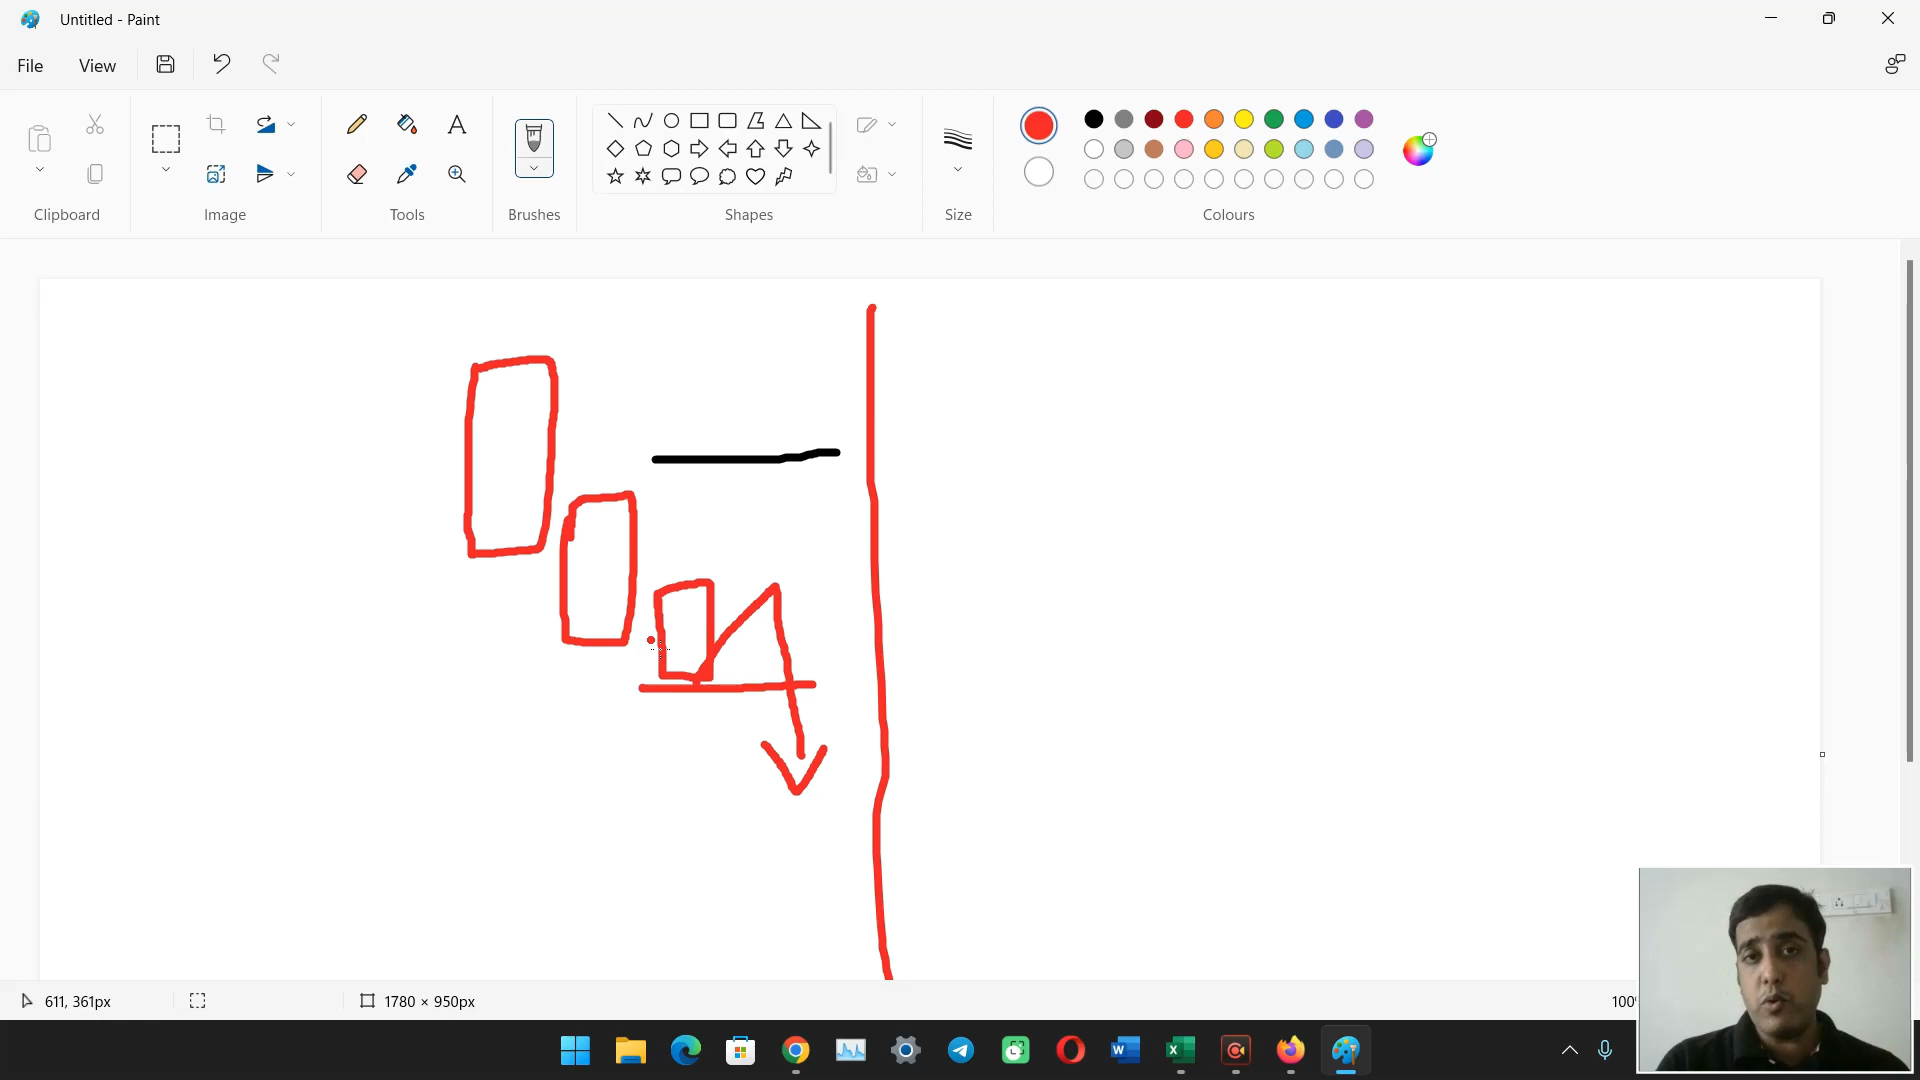 Untitled - Paint
File View
Clipboard Image Tools Brushes Shapes Size Colours
611, 361px 1780 × 950px 100%